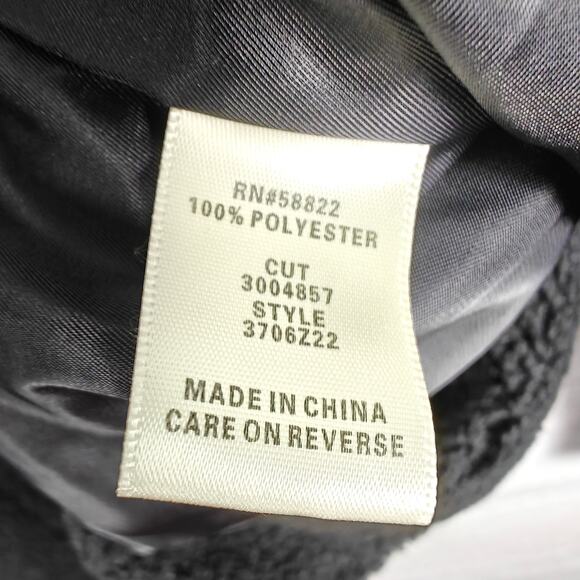 RN#58822
100% POLYESTER
CUT
3004857
STYLE
3706Z22
MADE IN CHINA
CARE ON REVERSE